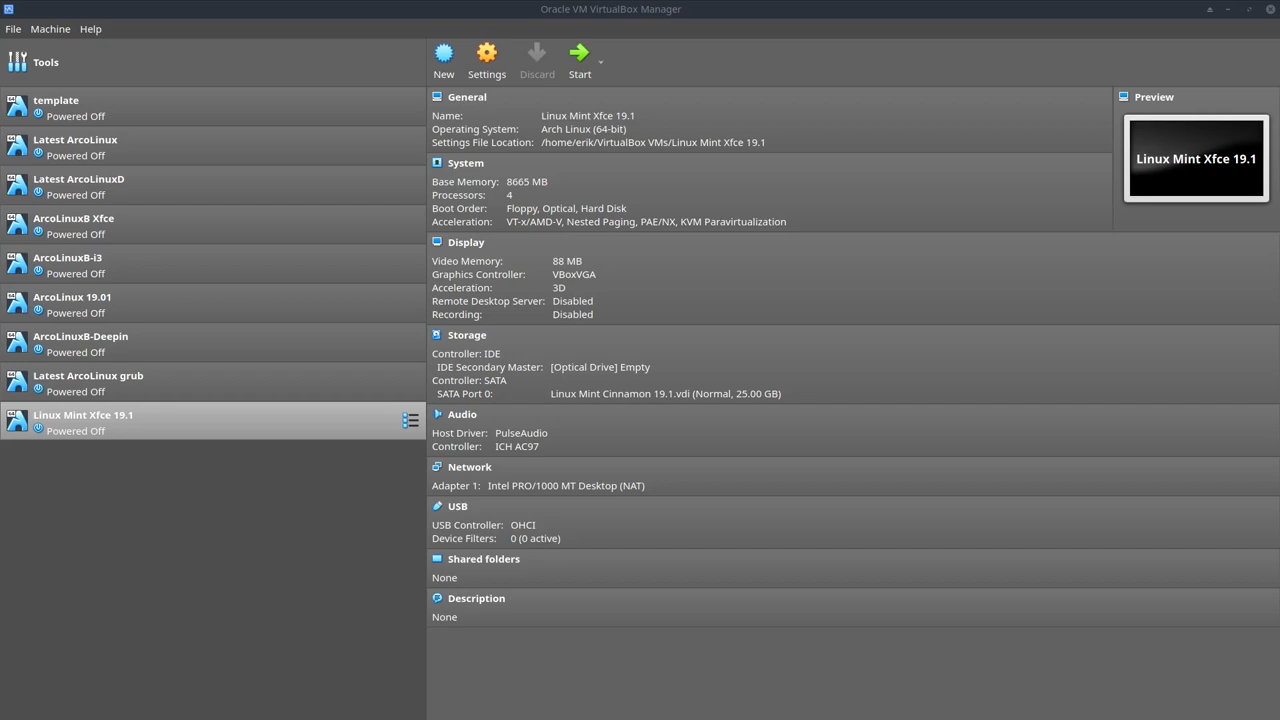 Oracle VM VirtualBox Manager
File Machine Help
Tools
New Settings Discard Start
template
Powered Off
Latest ArcoLinux
Powered Off
Latest ArcoLinuxD
Powered Off
ArcoLinuxB Xfce
Powered Off
ArcoLinuxB-i3
Powered Off
ArcoLinux 19.01
Powered Off
ArcoLinuxB-Deepin
Powered Off
Latest ArcoLinux grub
Powered Off
Linux Mint Xfce 19.1
Powered Off
General
Name: Linux Mint Xfce 19.1
Operating System: Arch Linux (64-bit)
Settings File Location: /home/erik/VirtualBox VMs/Linux Mint Xfce 19.1
System
Base Memory: 8665 MB
Processors: 4
Boot Order: Floppy, Optical, Hard Disk
Acceleration: VT-x/AMD-V, Nested Paging, PAE/NX, KVM Paravirtualization
Display
Video Memory: 88 MB
Graphics Controller: VBoxVGA
Acceleration: 3D
Remote Desktop Server: Disabled
Recording: Disabled
Storage
Controller: IDE
IDE Secondary Master: [Optical Drive] Empty
Controller: SATA
SATA Port 0: Linux Mint Cinnamon 19.1.vdi (Normal, 25.00 GB)
Audio
Host Driver: PulseAudio
Controller: ICH AC97
Network
Adapter 1: Intel PRO/1000 MT Desktop (NAT)
USB
USB Controller: OHCI
Device Filters: 0 (0 active)
Shared folders
None
Description
None
Preview
Linux Mint Xfce 19.1